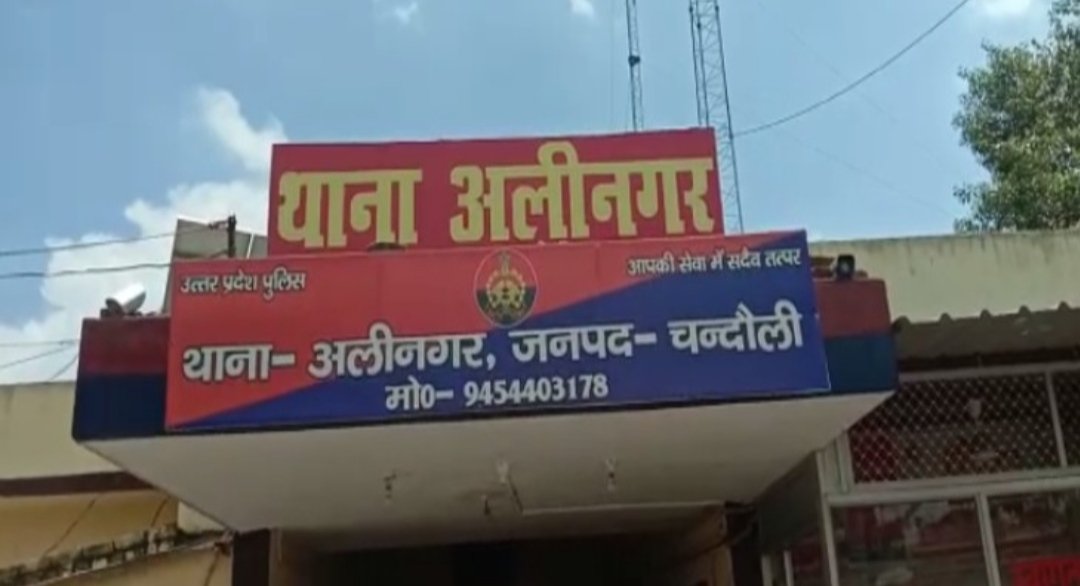 थाना अलीनगर
उत्तर प्रदेश पुलिस
आपकी सेवा में सदैव तत्पर
थाना- अलीनगर, जनपद- चन्दौली
मो0- 9454403178